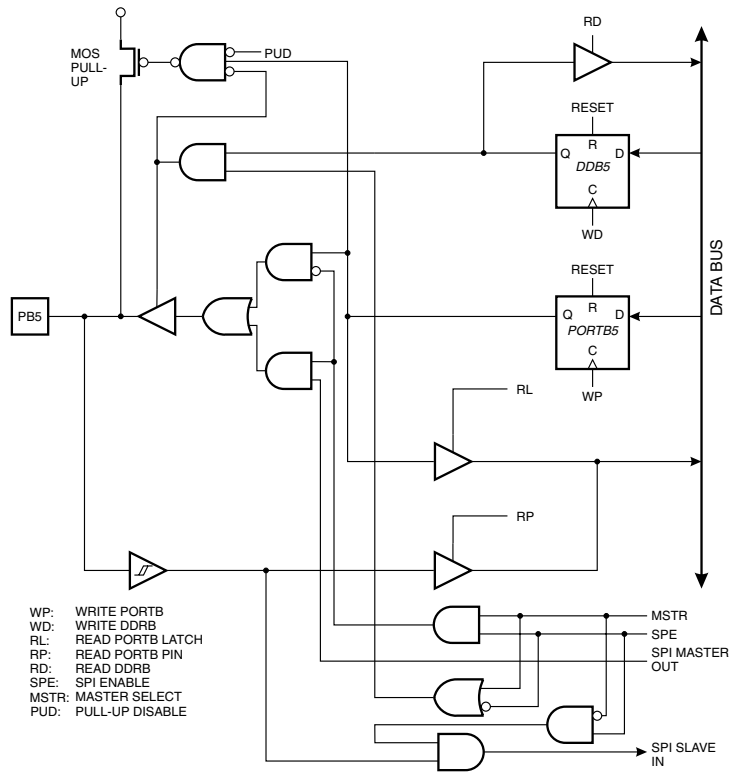 RD
MOS
PULL-
UP
PUD
RESET
R
Q
D
DDB5
C
WD
DATA BUS
RESET
R
PB5
Q
D
PORTB5
C
WP
RL
RP
WP: WRITE PORTB
WD: WRITE DDRB
RL: READ PORTB LATCH
RP: READ PORTB PIN
RD: READ DDRB
SPE: SPI ENABLE
MSTR: MASTER SELECT
PUD: PULL-UP DISABLE
MSTR
SPE
SPI MASTER
OUT
SPI SLAVE
IN